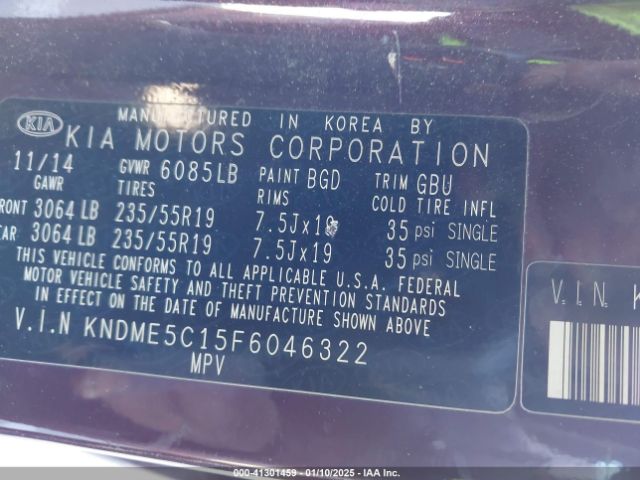 MANUFACTURED IN KOREA BY
KIA KIA MOTORS CORPORATION
11/14 GVWR 6085LB PAINT BGD TRIM GBU
GAWR TIRES RIMS COLD TIRE INFL
RONT 3064 LB 235/55R19 7.5Jx19 35 psi SINGLE
EAR 3064 LB 235/55R19 7.5Jx19 35 psi SINGLE
THIS VEHICLE CONFORMS TO ALL APPLICABLE U.S.A. FEDERAL
MOTOR VEHICLE SAFETY AND THEFT PREVENTION STANDARDS
IN EFFECT ON THE DATE OF MANUFACTURE SHOWN ABOVE
V.I.N KNDME5C15F6046322
MPV
V.I.N. K
000-41301459 - 01/10/2025 - IAA